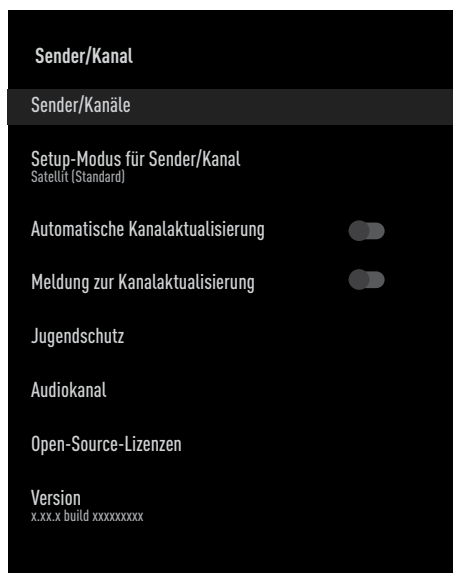 Sender/Kanal
Sender/Kanäle
Setup-Modus für Sender/Kanal
Satellit (Standard)
Automatische Kanalaktualisierung
Meldung zur Kanalaktualisierung
Jugendschutz
Audiokanal
Open-Source-Lizenzen
Version
x.xx.x build xxxxxxxxx